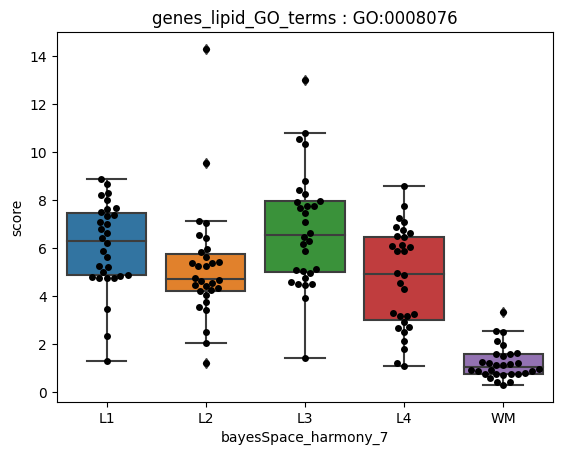 genes_lipid_GO_terms : GO:0008076
14
12
10
8
6
4
2
0
score
L1 L2 L3 L4 WM
bayesSpace_harmony_7